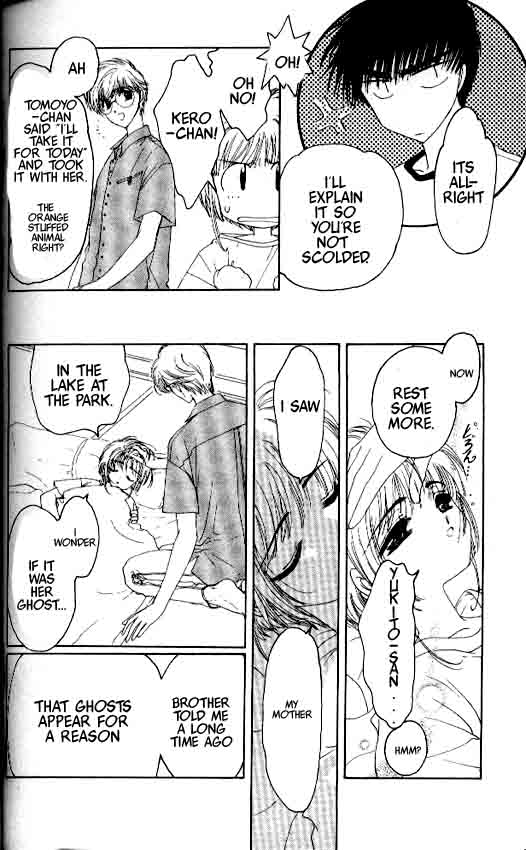 ITS
ALL-
RIGHT
I'LL
EXPLAIN
IT SO
YOU'RE
NOT
SCOLDED.
OH!
OH
NO!
KERO
-CHAN!
AH
TOMOYO
-CHAN
SAID "I'LL
TAKE IT
FOR TODAY"
AND TOOK
IT WITH HER.
THE
ORANGE
STUFFED
ANIMAL
RIGHT?
NOW
REST
SOME
MORE.
とろん…
YUKITO-SAN...
HMM?
I SAW
MY
MOTHER
IN THE
LAKE AT
THE PARK.
I
WONDER
IF IT
WAS
HER
GHOST...
BROTHER
TOLD ME
A LONG
TIME AGO
THAT GHOSTS
APPEAR FOR
A REASON